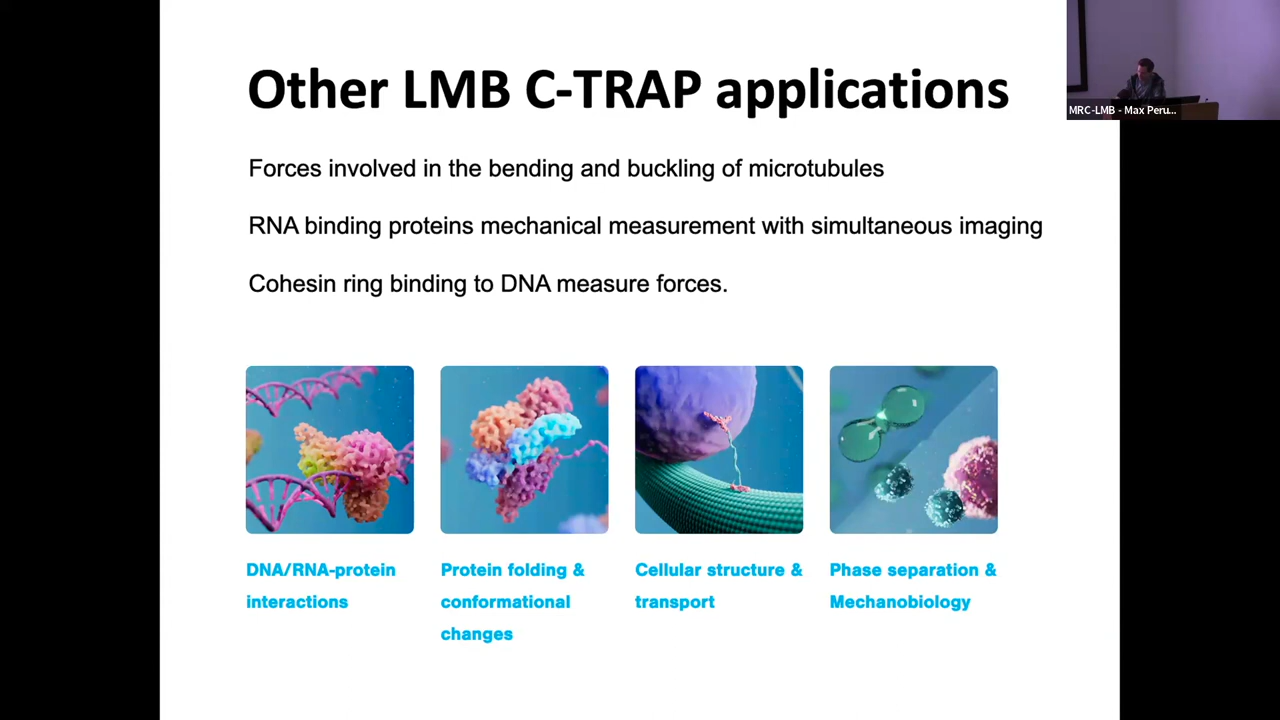 Other LMB C-TRAP applications
MRC-LMB - Max Peru...
Forces involved in the bending and buckling of microtubules
RNA binding proteins mechanical measurement with simultaneous imaging
Cohesin ring binding to DNA measure forces.
DNA/RNA-protein
interactions
Protein folding &
conformational
changes
Cellular structure &
transport
Phase separation &
Mechanobiology